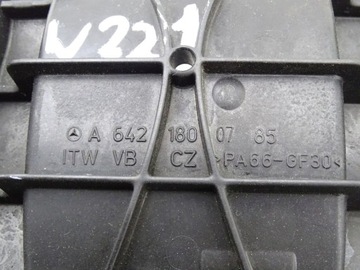 W221
A 642 180 07 85
ITW VB CZ >PA66-GF30<